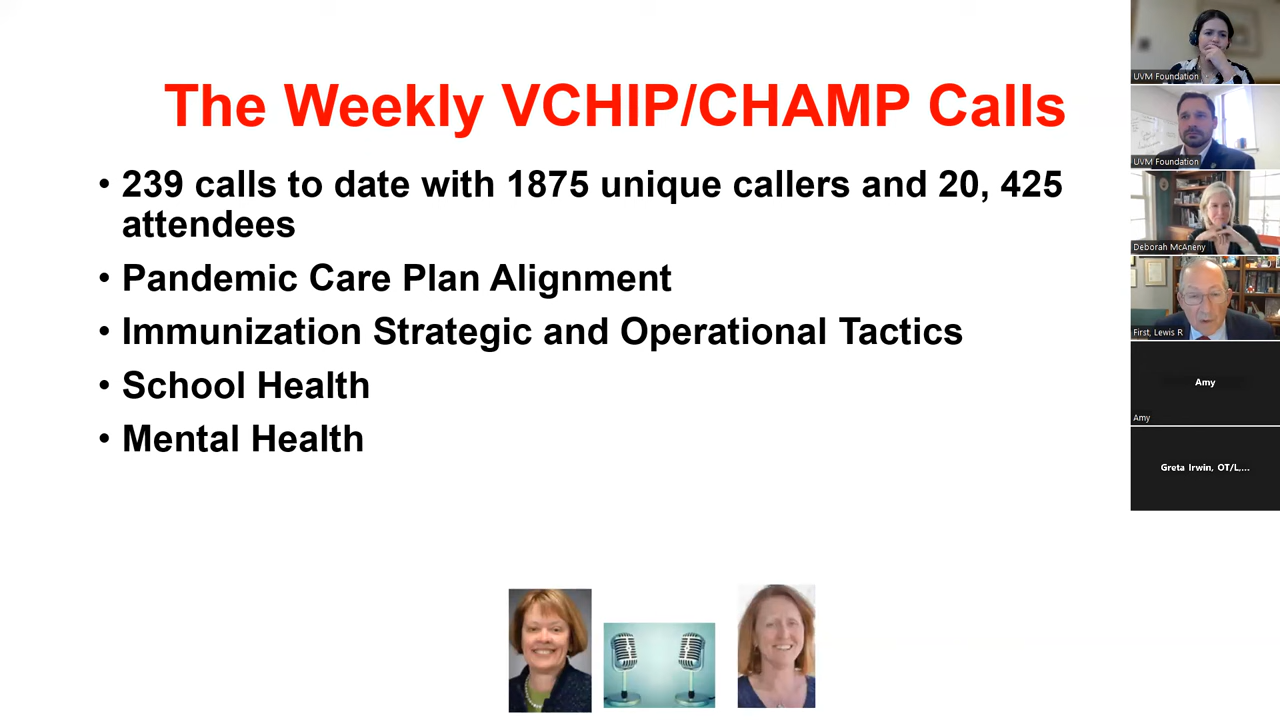 The Weekly VCHIP/CHAMP Calls
• 239 calls to date with 1875 unique callers and 20, 425
attendees
• Pandemic Care Plan Alignment
• Immunization Strategic and Operational Tactics
• School Health
• Mental Health
UVM Foundation
UVM Foundation
Deborah McAneny
First, Lewis R
Amy
Amy
Greta Irwin, OT/L,...